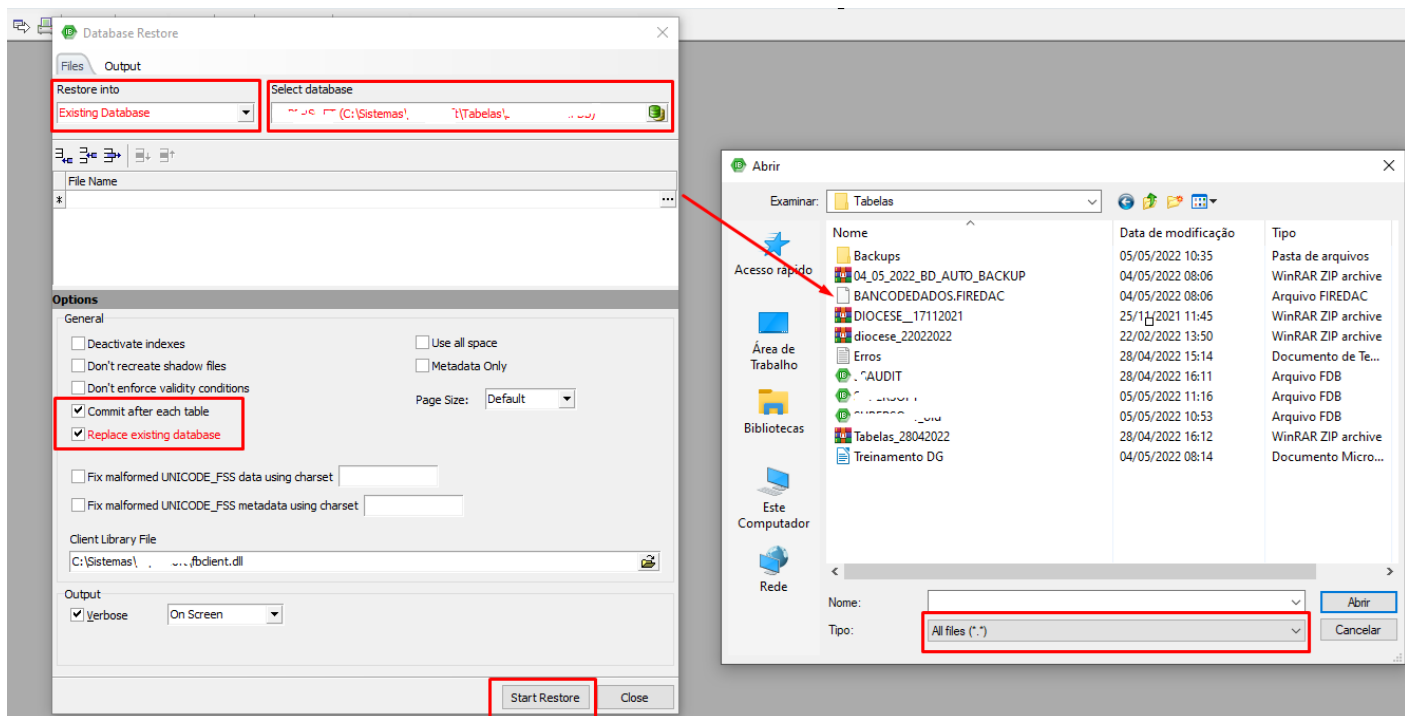 Database Restore
Files Output
Restore into
Select database
Existing Database
(C:\Sistemas\ t\Tabelas\
File Name
*
...
Options
General
Deactivate indexes
Use all space
Don't recreate shadow files
Metadata Only
Don't enforce validity conditions
Page Size: Default
Commit after each table
Replace existing database
Fix malformed UNICODE_FSS data using charset
Fix malformed UNICODE_FSS metadata using charset
Client Library File
C:\Sistemas\ fbclient.dll
Output
Verbose On Screen
Start Restore Close
Abrir
Examinar: Tabelas
Nome Data de modificação Tipo
Backups 05/05/2022 10:35 Pasta de arquivos
04_05_2022_BD_AUTO_BACKUP 04/05/2022 08:06 WinRAR ZIP archive
BANCODEDADOS.FIREDAC 04/05/2022 08:06 Arquivo FIREDAC
DIOCESE__17112021 25/11/2021 11:45 WinRAR ZIP archive
diocese_22022022 22/02/2022 13:50 WinRAR ZIP archive
Erros 28/04/2022 15:14 Documento de Te...
AUDIT 28/04/2022 16:11 Arquivo FDB
05/05/2022 11:16 Arquivo FDB
05/05/2022 10:53 Arquivo FDB
Tabelas_28042022 28/04/2022 16:12 WinRAR ZIP archive
Treinamento DG 04/05/2022 08:14 Documento Micro...
Acesso rápido
Área de
Trabalho
Bibliotecas
Este
Computador
Rede
Nome: Abrir
Tipo: All files (*.*) Cancelar